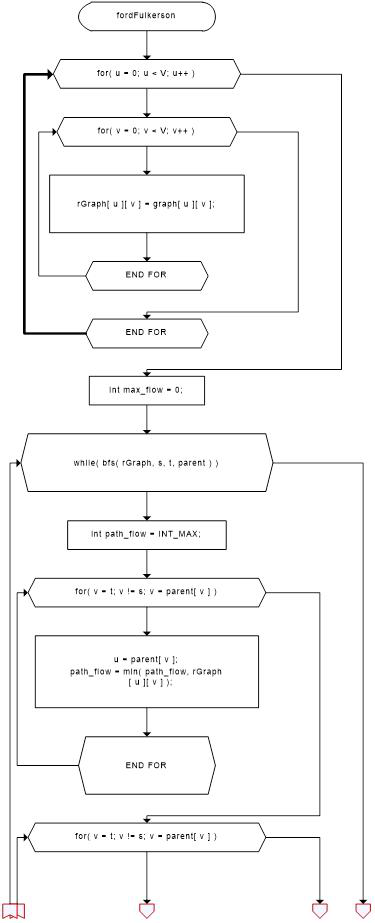 fordFulkerson
for( u = 0; u < V; u++ )
for( v = 0; v < V; v++ )
rGraph[ u ][ v ] = graph[ u ][ v ];
END FOR
END FOR
int max_flow = 0;
while( bfs( rGraph, s, t, parent ) )
int path_flow = INT_MAX;
for( v = t; v != s; v = parent[ v ] )
u = parent[ v ];
path_flow = min( path_flow, rGraph
[ u ][ v ] );
END FOR
for( v = t; v != s; v = parent[ v ] )